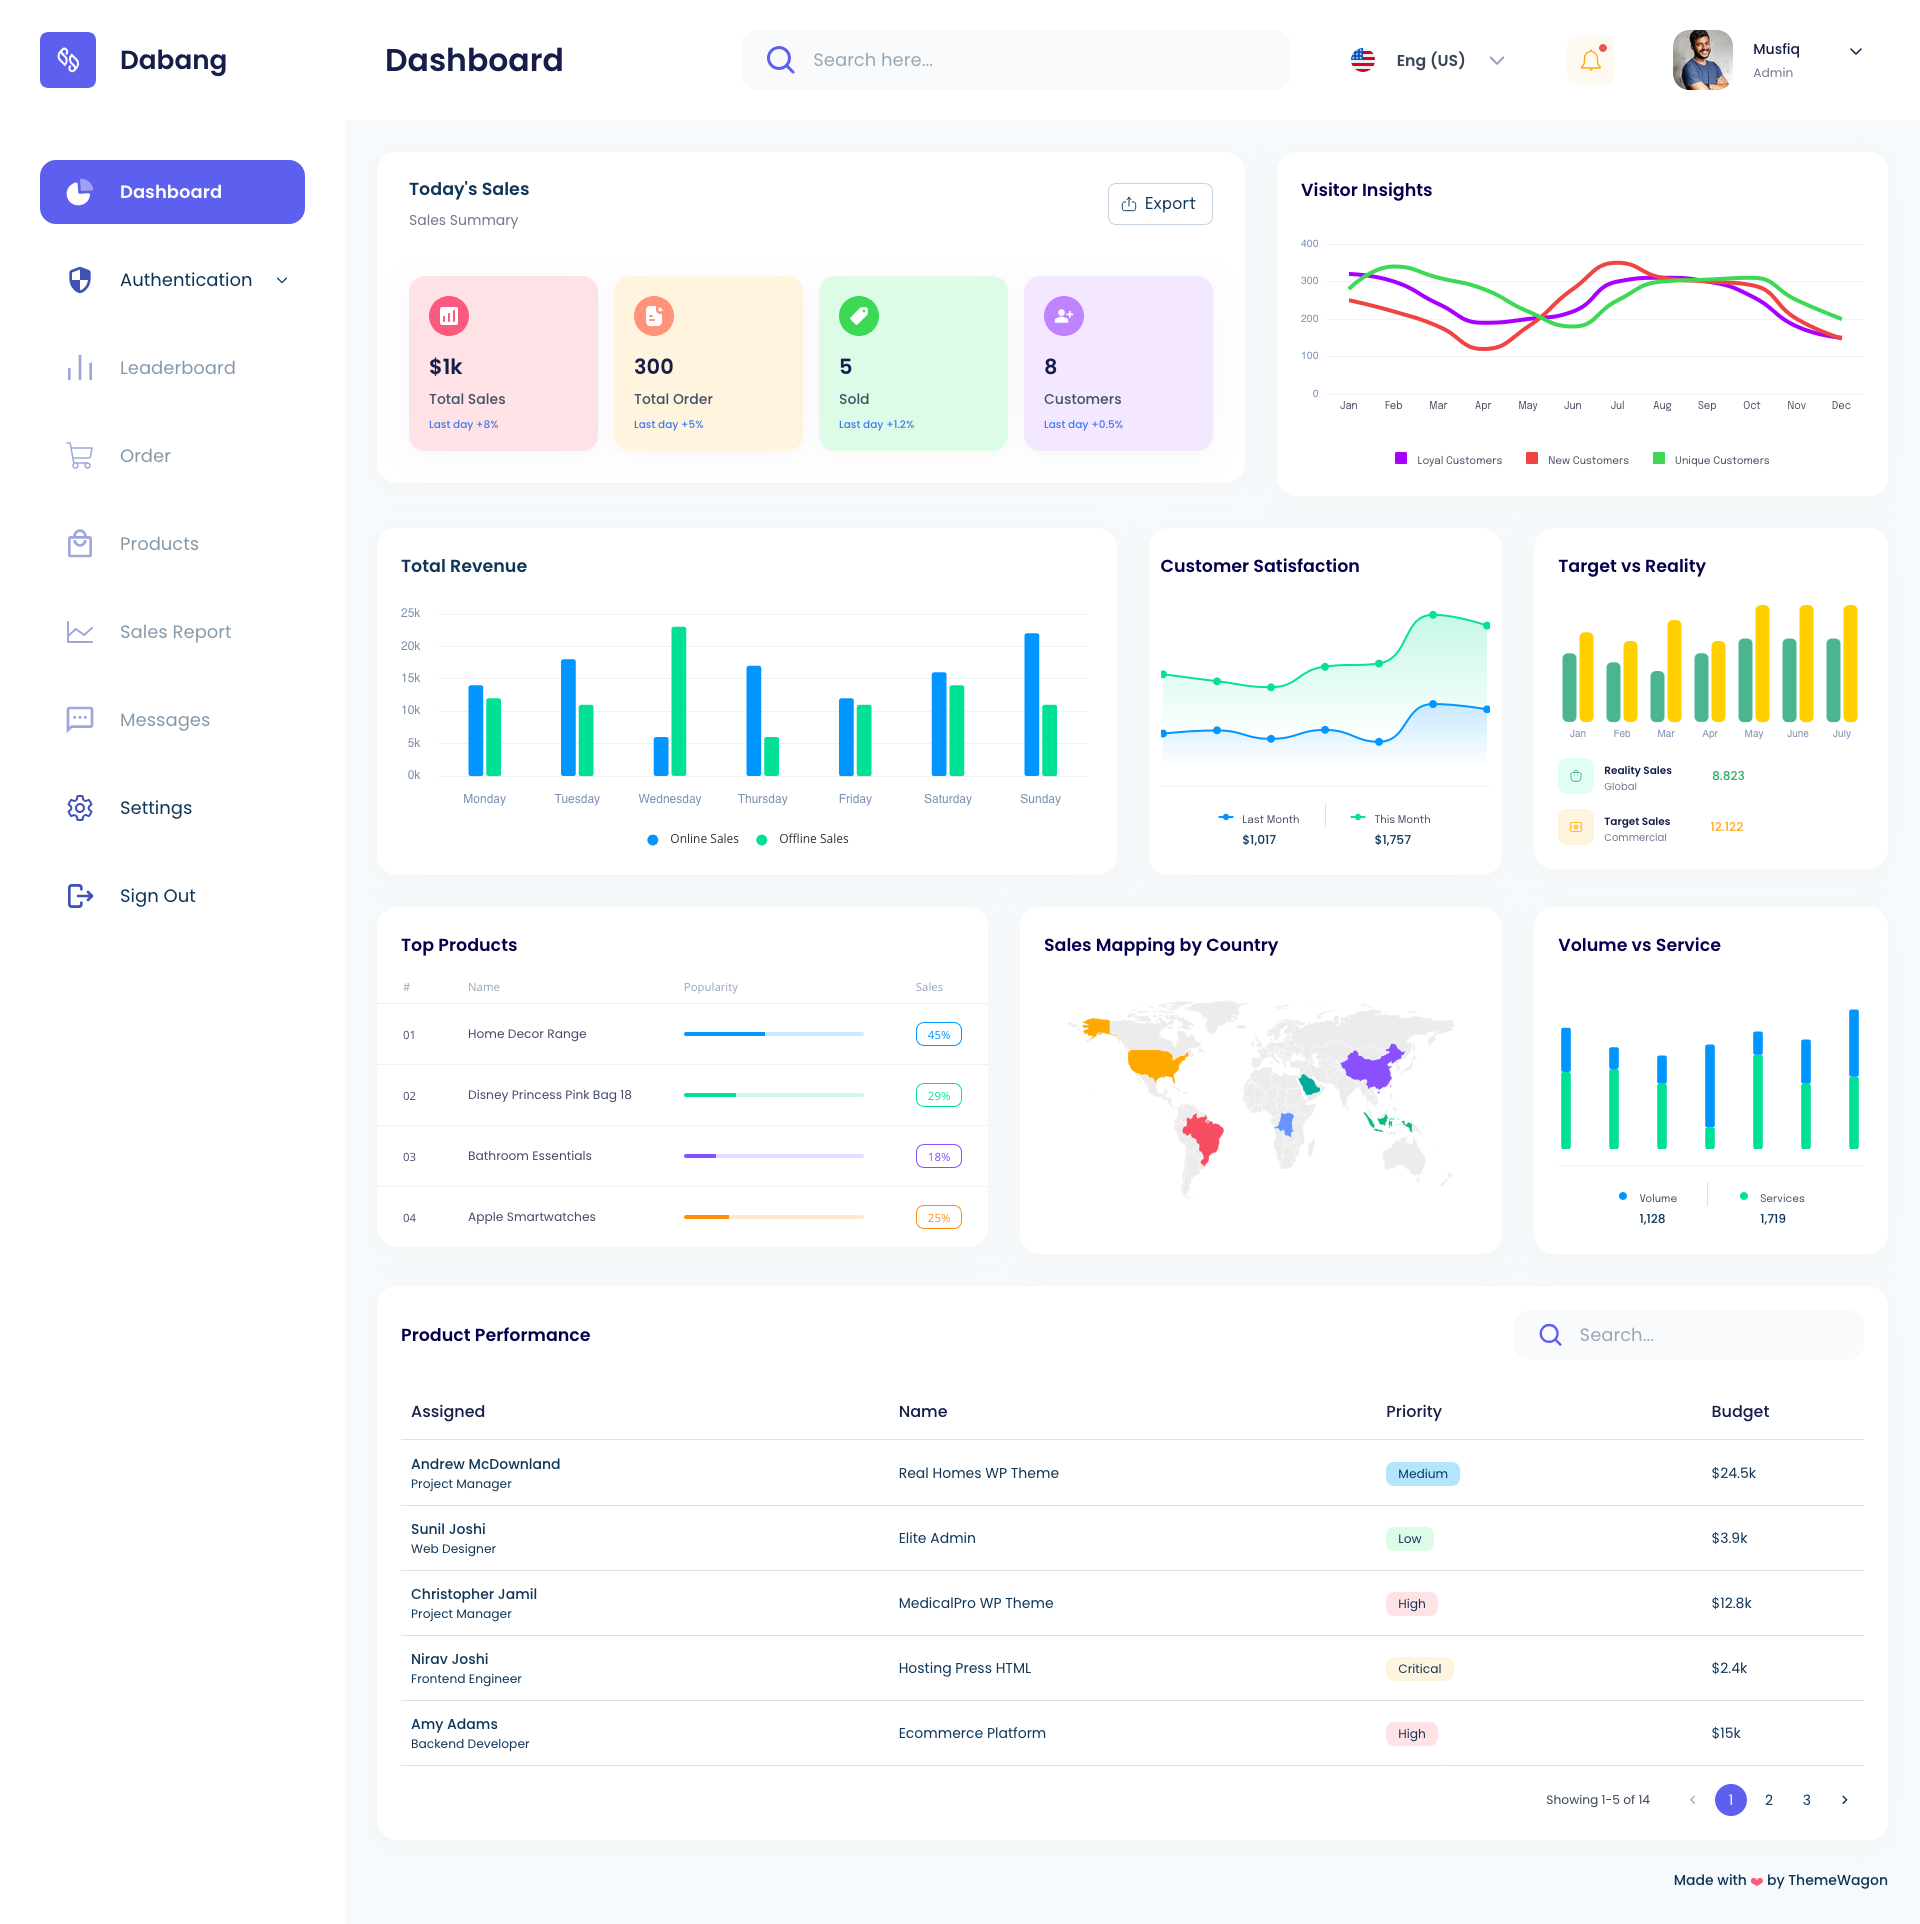 Dabang
Dashboard
Search here...
Eng (US)
Musfiq
Admin
Dashboard
Authentication
Leaderboard
Order
Products
Sales Report
Messages
Settings
Sign Out
Today's Sales
Sales Summary
Export
$1k
Total Sales
Last day +8%
300
Total Order
Last day +5%
5
Sold
Last day +1.2%
8
Customers
Last day +0.5%
Visitor Insights
400
300
200
100
0
Jan Feb Mar Apr May Jun Jul Aug Sep Oct Nov Dec
Loyal Customers New Customers Unique Customers
Total Revenue
25k
20k
15k
10k
5k
0k
Monday Tuesday Wednesday Thursday Friday Saturday Sunday
Online Sales Offline Sales
Customer Satisfaction
Last Month
$1,017
This Month
$1,757
Target vs Reality
Jan Feb Mar Apr May June July
Reality Sales
Global
8.823
Target Sales
Commercial
12.122
Top Products
# Name Popularity Sales
01 Home Decor Range 45%
02 Disney Princess Pink Bag 18 29%
03 Bathroom Essentials 18%
04 Apple Smartwatches 25%
Sales Mapping by Country
Volume vs Service
Volume
1,128
Services
1,719
Product Performance
Search...
Assigned Name Priority Budget
Andrew McDownland
Project Manager
Real Homes WP Theme Medium $24.5k
Sunil Joshi
Web Designer
Elite Admin Low $3.9k
Christopher Jamil
Project Manager
MedicalPro WP Theme High $12.8k
Nirav Joshi
Frontend Engineer
Hosting Press HTML Critical $2.4k
Amy Adams
Backend Developer
Ecommerce Platform High $15k
Showing 1-5 of 14 1 2 3
Made with ❤ by ThemeWagon